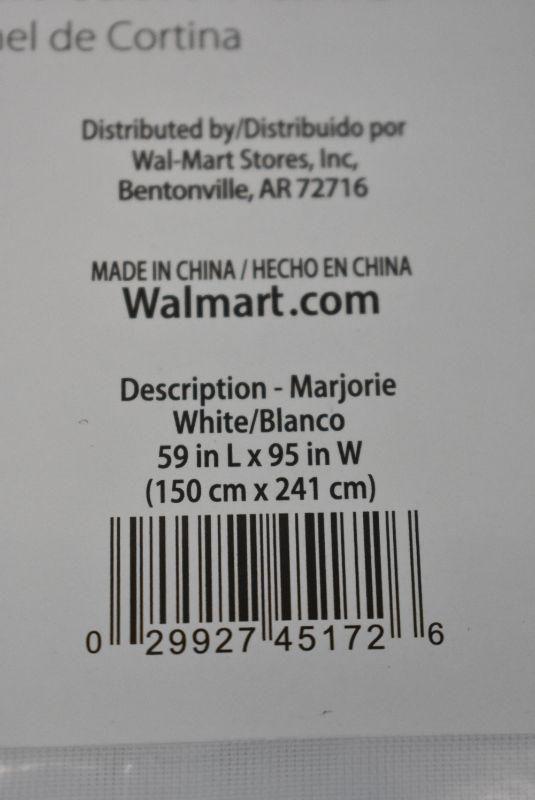 de Cortina
Distributed by/Distribuido por
Wal-Mart Stores, Inc,
Bentonville, AR 72716
MADE IN CHINA / HECHO EN CHINA
Walmart.com
Description - Marjorie
White/Blanco
59 in L x 95 in W
(150 cm x 241 cm)
0 29927 45172 6